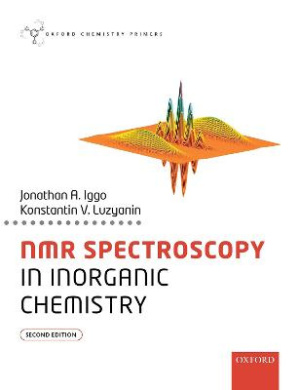 OXFORD CHEMISTRY PRIMERS
Jonathan A. Iggo
Konstantin V. Luzyanin
NMR SPECTROSCOPY
IN INORGANIC
CHEMISTRY
SECOND EDITION
OXFORD